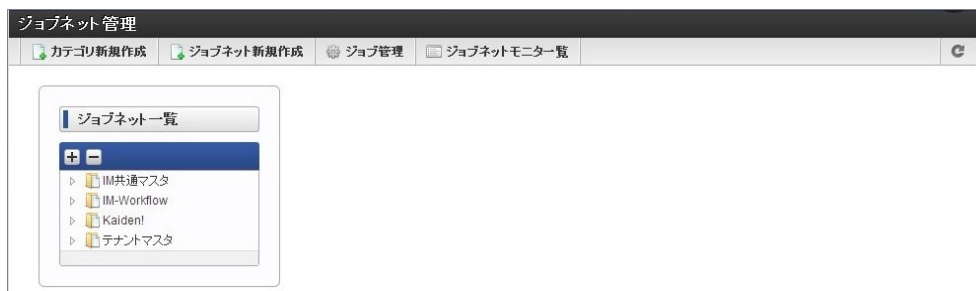 ジョブネット管理
カテゴリ新規作成 ジョブネット新規作成 ジョブ管理 ジョブネットモニター覧
ジョブネット一覧
IM共通マスタ
IM-Workflow
Kaiden!
テナントマスタ